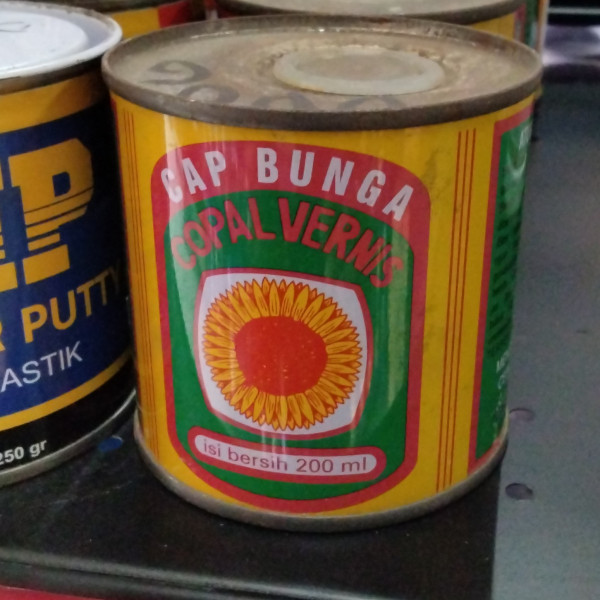 CAP BUNGA
COPAL VERNIS
isi bersih 200 ml
P
R PUTTY
ASTIK
250 gr